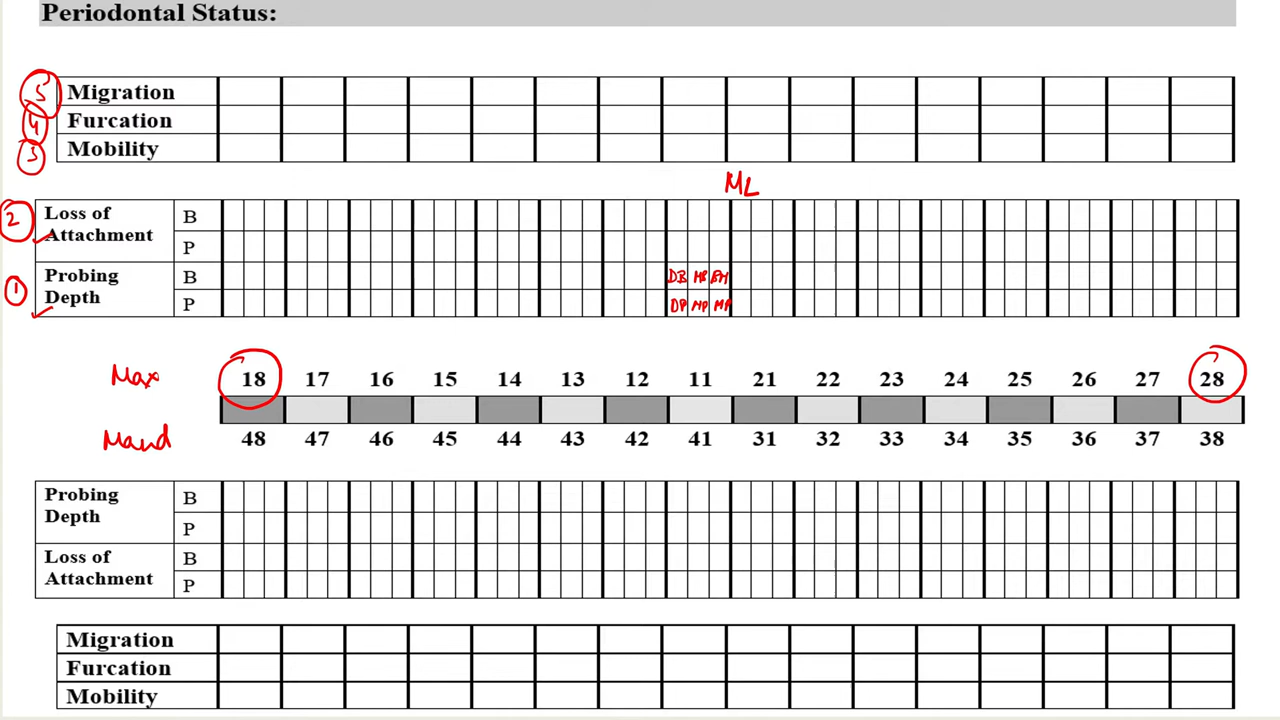 Periodontal Status:
5 Migration
4 Furcation
3 Mobility
ML
2 Loss of Attachment B
P
1 Probing Depth B DB MB BM
P DP MP MP
Max 18 17 16 15 14 13 12 11 21 22 23 24 25 26 27 28
Mand 48 47 46 45 44 43 42 41 31 32 33 34 35 36 37 38
Probing Depth B
P
Loss of Attachment B
P
Migration
Furcation
Mobility